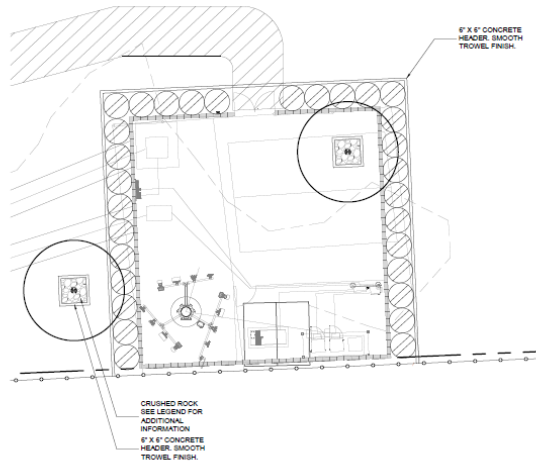 6" X 6" CONCRETE
HEADER. SMOOTH
TROWEL FINISH.
CRUSHED ROCK
SEE LEGEND FOR
ADDITIONAL
INFORMATION
6" X 6" CONCRETE
HEADER. SMOOTH
TROWEL FINISH.